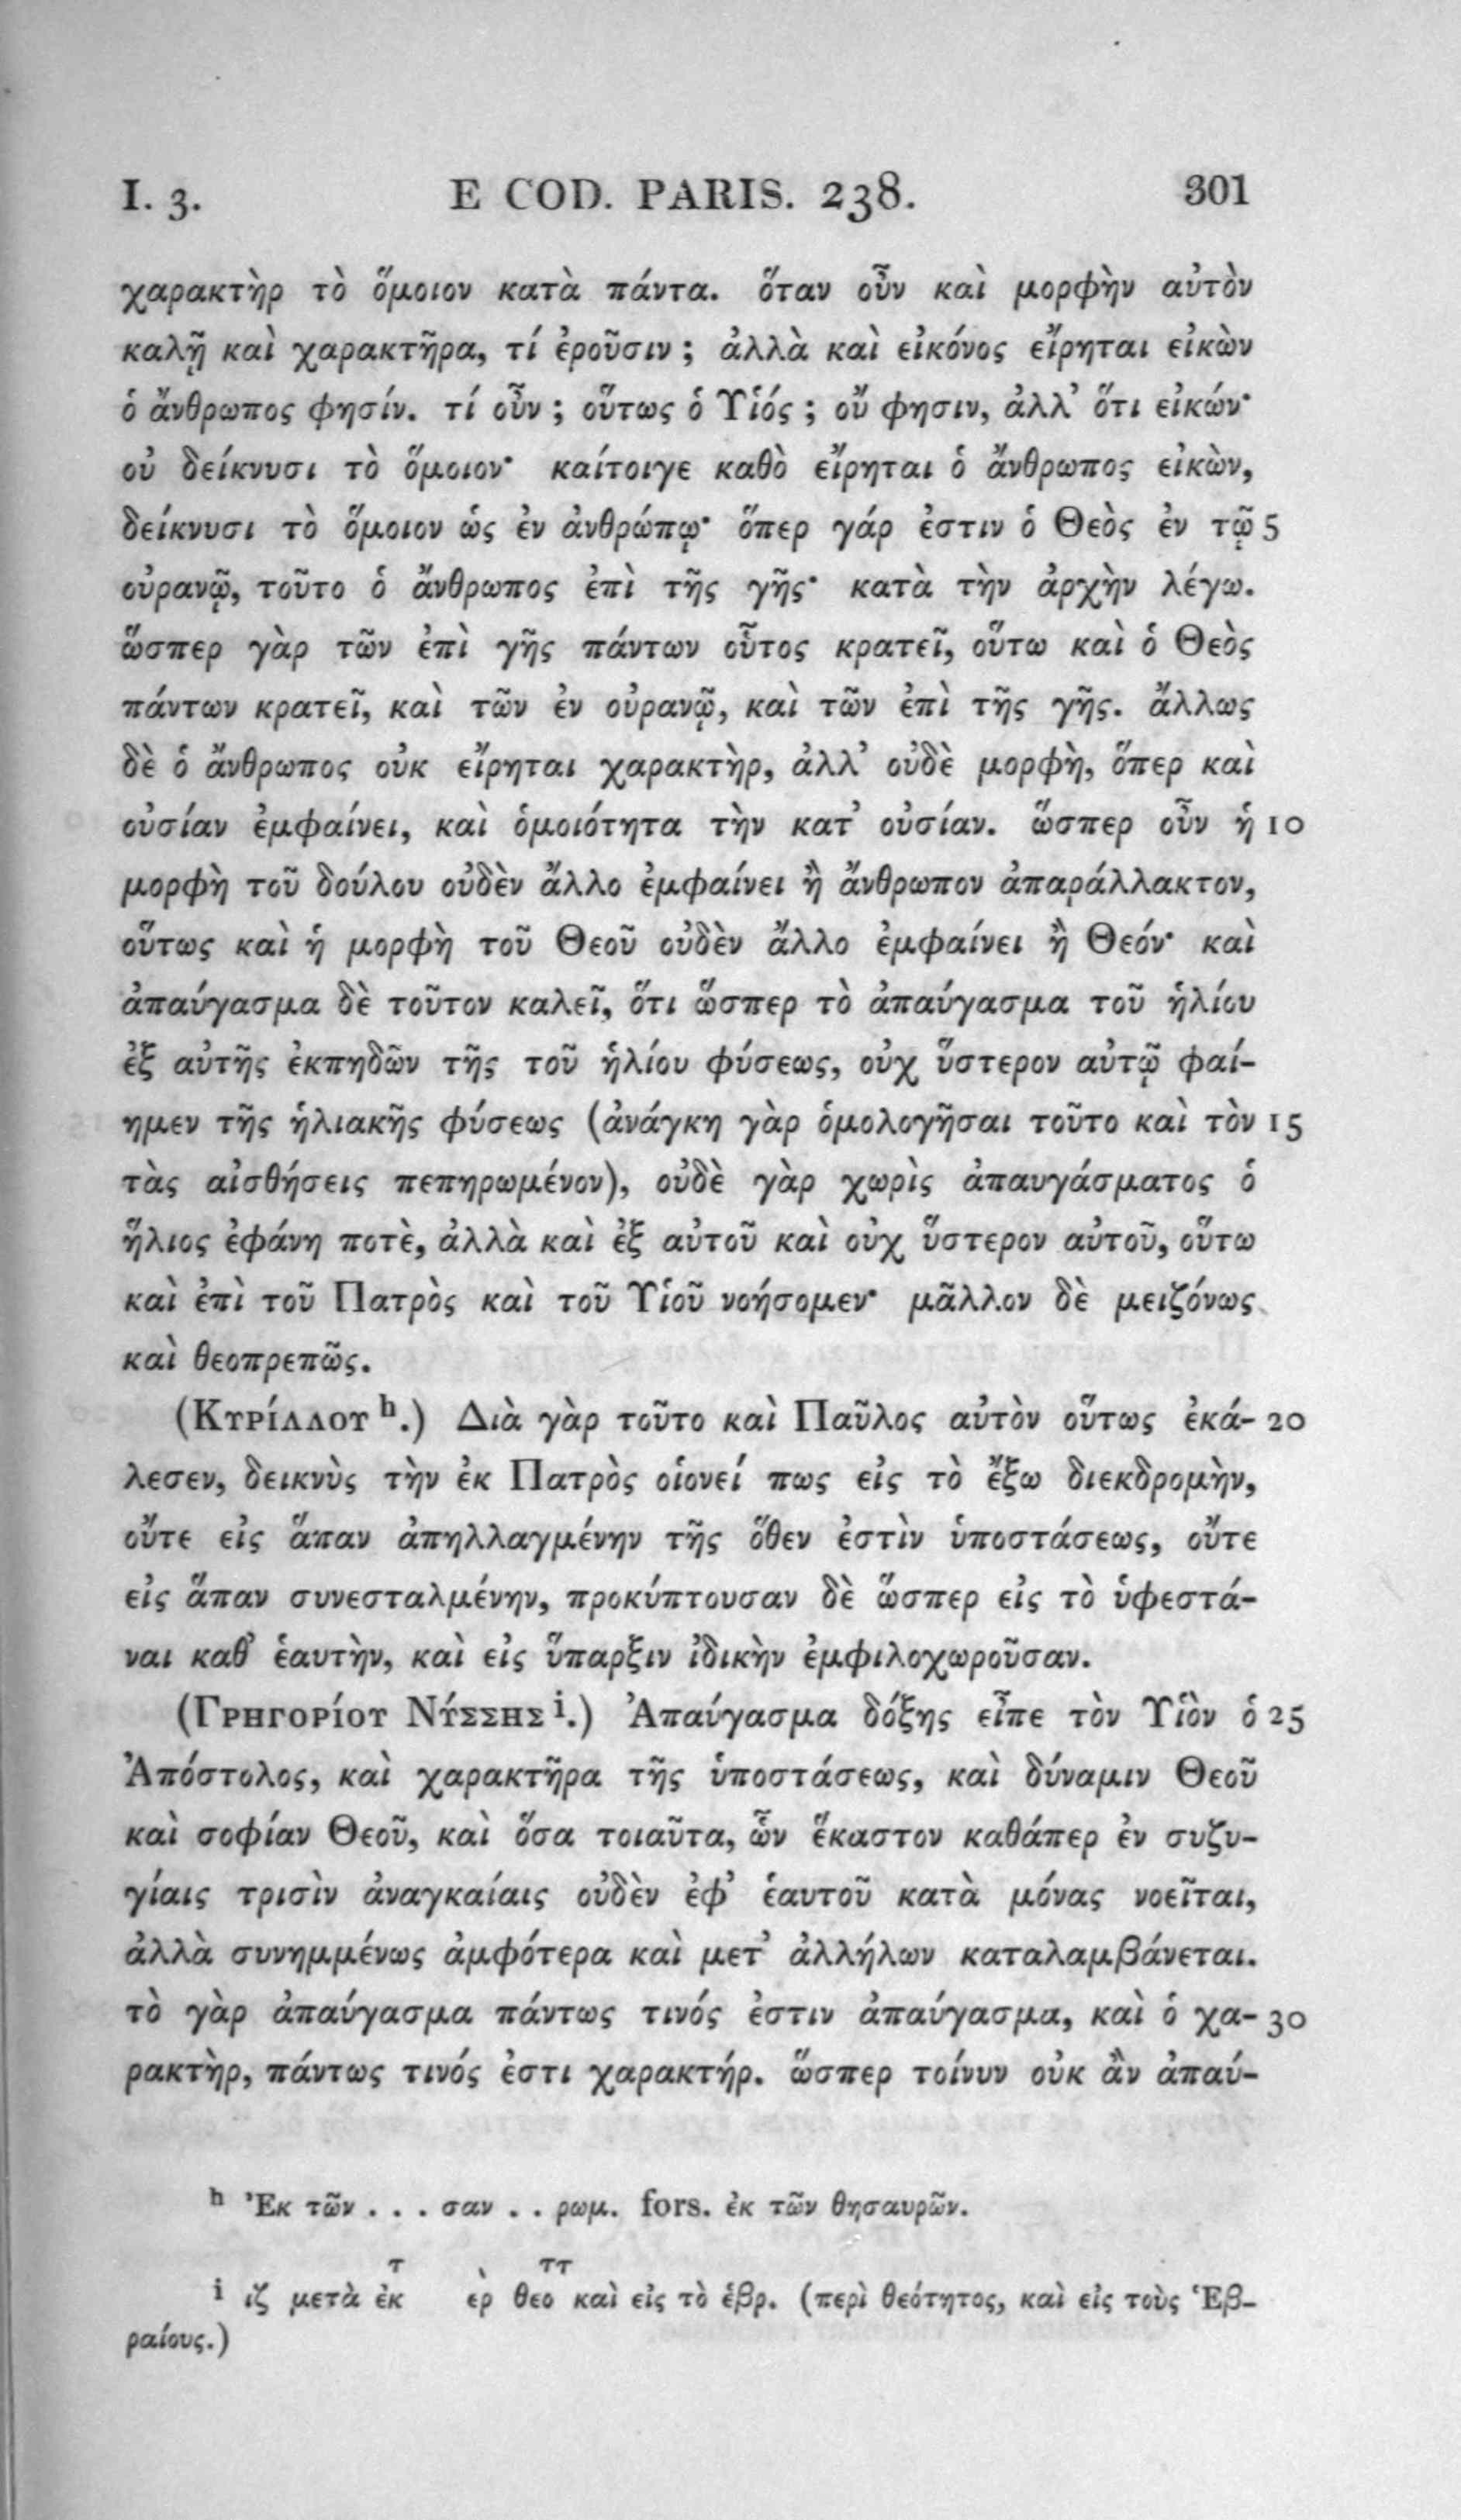 I. 3. E COD. PARIS. 238. 301
χαρακτὴρ τὸ ὅμοιον κατὰ πάντα. ὅταν οὖν καὶ μορφὴν αὐτὸν
καλῇ καὶ χαρακτῆρα, τί ἐροῦσιν ; ἀλλὰ καὶ εἰκόνος εἴρηται εἰκὼν
ὁ ἄνθρωπος φησίν. τί οὖν ; οὕτως ὁ Υἱός ; οὔ φησιν, ἀλλ’ ὅτι εἰκών·
οὐ δείκνυσι τὸ ὅμοιον· καίτοιγε καθὸ εἴρηται ὁ ἄνθρωπος εἰκὼν,
δείκνυσι τὸ ὅμοιον ὡς ἐν ἀνθρώπῳ· ὅπερ γάρ ἐστιν ὁ Θεὸς ἐν τῷ 5
οὐρανῷ, τοῦτο ὁ ἄνθρωπος ἐπὶ τῆς γῆς· κατὰ τὴν ἀρχὴν λέγω.
ὥσπερ γὰρ τῶν ἐπὶ γῆς πάντων οὗτος κρατεῖ, οὕτω καὶ ὁ Θεὸς
πάντων κρατεῖ, καὶ τῶν ἐν οὐρανῷ, καὶ τῶν ἐπὶ τῆς γῆς. ἄλλως
δὲ ὁ ἄνθρωπος οὐκ εἴρηται χαρακτὴρ, ἀλλ’ οὐδὲ μορφὴ, ὅπερ καὶ
οὐσίαν ἐμφαίνει, καὶ ὁμοιότητα τὴν κατ’ οὐσίαν. ὥσπερ οὖν ἡ 10
μορφὴ τοῦ δούλου οὐδὲν ἄλλο ἐμφαίνει ἢ ἄνθρωπον ἀπαράλλακτον,
οὕτως καὶ ἡ μορφὴ τοῦ Θεοῦ οὐδὲν ἄλλο ἐμφαίνει ἢ Θεόν· καὶ
ἀπαύγασμα δὲ τοῦτον καλεῖ, ὅτι ὥσπερ τὸ ἀπαύγασμα τοῦ ἡλίου
ἐξ αὐτῆς ἐκπηδῶν τῆς τοῦ ἡλίου φύσεως, οὐχ ὕστερον αὐτῷ φαί-
ημεν τῆς ἡλιακῆς φύσεως (ἀνάγκη γὰρ ὁμολογῆσαι τοῦτο καὶ τὸν 15
τὰς αἰσθήσεις πεπηρωμένον), οὐδὲ γὰρ χωρὶς ἀπαυγάσματος ὁ
ἥλιος ἐφάνη ποτὲ, ἀλλὰ καὶ ἐξ αὐτοῦ καὶ οὐχ ὕστερον αὐτοῦ, οὕτω
καὶ ἐπὶ τοῦ Πατρὸς καὶ τοῦ Υἱοῦ νοήσομεν· μᾶλλον δὲ μειζόνως
καὶ θεοπρεπῶς.
(Κυρίλλου h.) Διὰ γὰρ τοῦτο καὶ Παῦλος αὐτὸν οὕτως ἐκά- 20
λεσεν, δεικνὺς τὴν ἐκ Πατρὸς οἱονεί πως εἰς τὸ ἔξω διεκδρομὴν,
οὔτε εἰς ἅπαν ἀπηλλαγμένην τῆς ὅθεν ἐστὶν ὑποστάσεως, οὔτε
εἰς ἅπαν συνεσταλμένην, προκύπτουσαν δὲ ὥσπερ εἰς τὸ ὑφεστά-
ναι καθ’ ἑαυτὴν, καὶ εἰς ὕπαρξιν ἰδικὴν ἐμφιλοχωροῦσαν.
(Γρηγορίου Νύσσης i.) Ἀπαύγασμα δόξης εἶπε τὸν Υἱὸν ὁ 25
Ἀπόστολος, καὶ χαρακτῆρα τῆς ὑποστάσεως, καὶ δύναμιν Θεοῦ
καὶ σοφίαν Θεοῦ, καὶ ὅσα τοιαῦτα, ὧν ἕκαστον καθάπερ ἐν συζυ-
γίαις τρισὶν ἀναγκαίαις οὐδὲν ἐφ’ ἑαυτοῦ κατὰ μόνας νοεῖται,
ἀλλὰ συνημμένως ἀμφότερα καὶ μετ’ ἀλλήλων καταλαμβάνεται.
τὸ γὰρ ἀπαύγασμα πάντως τινός ἐστιν ἀπαύγασμα, καὶ ὁ χα- 30
ρακτὴρ, πάντως τινός ἐστι χαρακτήρ. ὥσπερ τοίνυν οὐκ ἂν ἀπαύ-
h Ἐκ τῶν . . . σαν . . ρωμ. fors. ἐκ τῶν θησαυρῶν.
τ ὶ ττ
i ιζ μετὰ ἐκ ἐρ θεο καὶ εἰς τὸ ἑβρ. (περὶ θεότητος, καὶ εἰς τοὺς Ἑβ-
ραίους.)